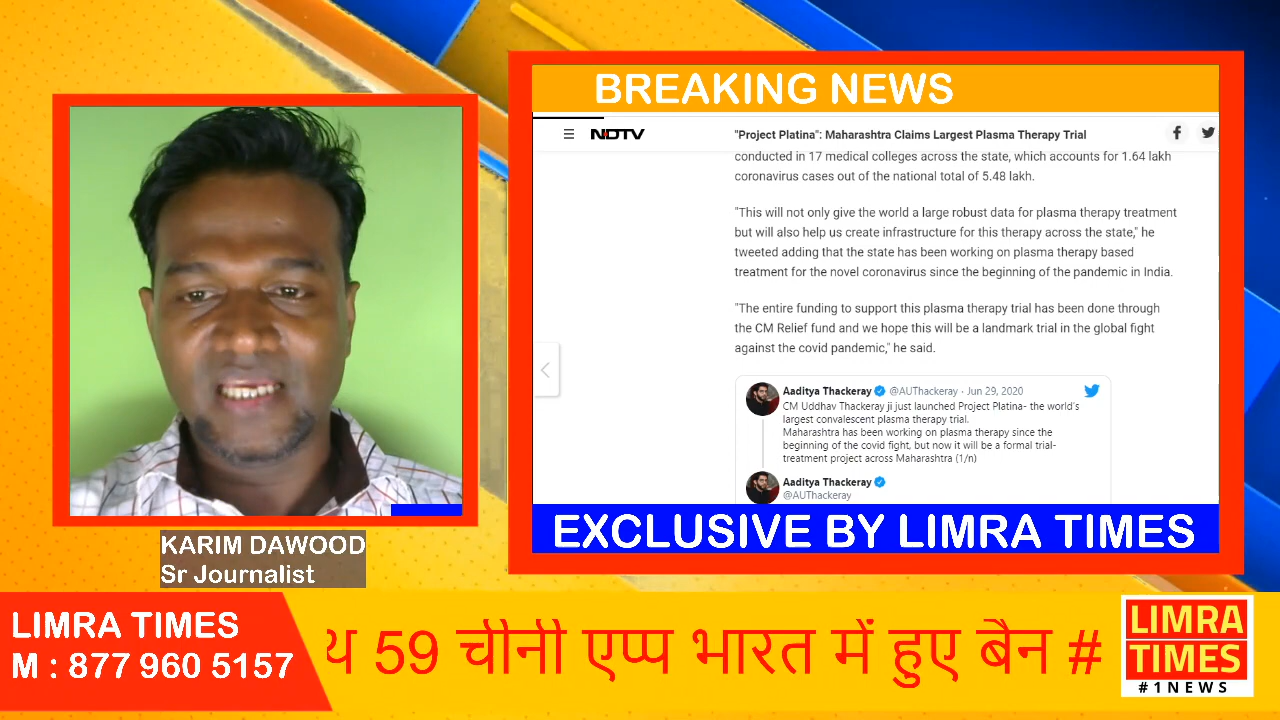 BREAKING NEWS
NDTV
"Project Platina": Maharashtra Claims Largest Plasma Therapy Trial
conducted in 17 medical colleges across the state, which accounts for 1.64 lakh
coronavirus cases out of the national total of 5.48 lakh.
"This will not only give the world a large robust data for plasma therapy treatment
but will also help us create infrastructure for this therapy across the state," he
tweeted adding that the state has been working on plasma therapy based
treatment for the novel coronavirus since the beginning of the pandemic in India.
"The entire funding to support this plasma therapy trial has been done through
the CM Relief fund and we hope this will be a landmark trial in the global fight
against the covid pandemic," he said.
Aaditya Thackeray @AUThackeray · Jun 29, 2020
CM Uddhav Thackeray ji just launched Project Platina- the world's
largest convalescent plasma therapy trial.
Maharashtra has been working on plasma therapy since the
beginning of the covid fight, but now it will be a formal trial-
treatment project across Maharashtra (1/n)
Aaditya Thackeray
@AUThackeray
EXCLUSIVE BY LIMRA TIMES
KARIM DAWOOD
Sr Journalist
LIMRA TIMES
M : 877 960 5157
59 चीनी एप्प भारत में हुए बैन #
LIMRA
TIMES
#1NEWS